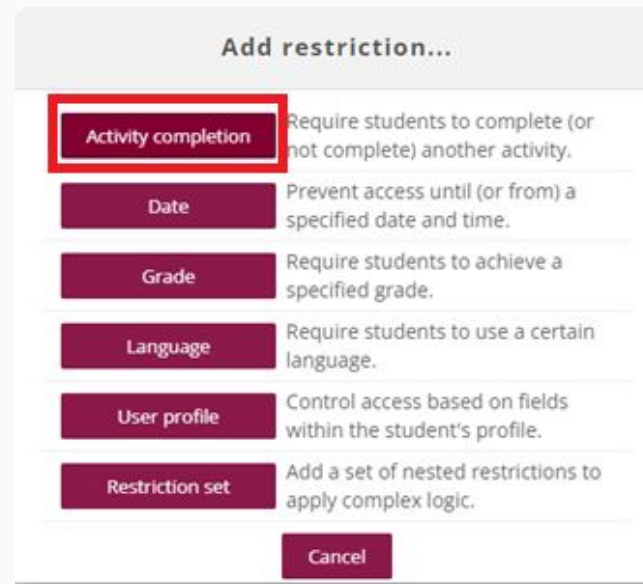 Add restriction...
Activity completion
Require students to complete (or
not complete) another activity.
Date
Prevent access until (or from) a
specified date and time.
Grade
Require students to achieve a
specified grade.
Language
Require students to use a certain
language.
User profile
Control access based on fields
within the student's profile.
Restriction set
Add a set of nested restrictions to
apply complex logic.
Cancel